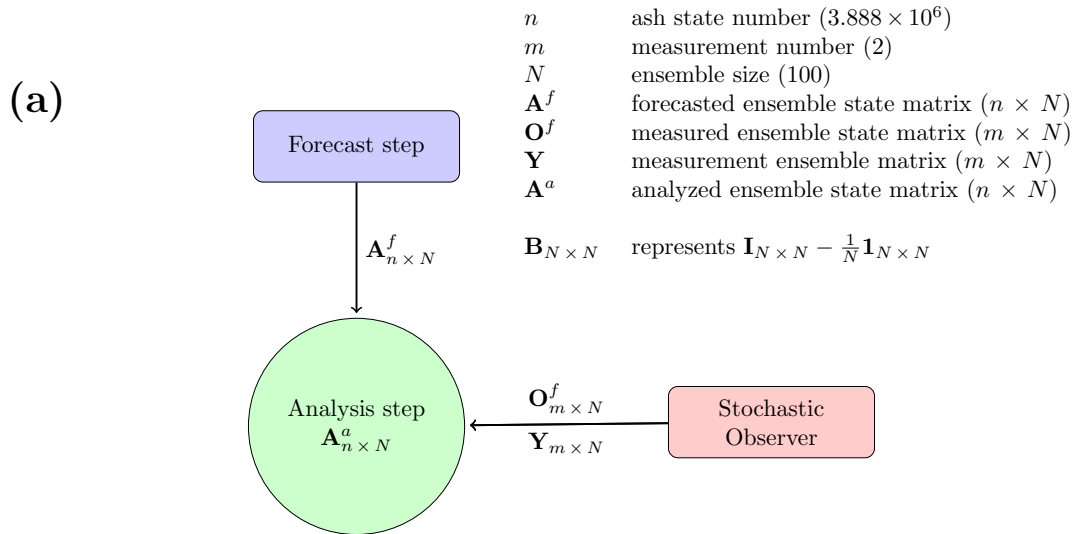 n ash state number (3.888 × 10⁶)
m measurement number (2)
N ensemble size (100)
(a)
A^f forecasted ensemble state matrix (n × N)
O^f measured ensemble state matrix (m × N)
Y measurement ensemble matrix (m × N)
A^a analyzed ensemble state matrix (n × N)
B_{N × N} represents I_{N × N} − \frac{1}{N} 1_{N × N}
Forecast step
A^f_{n × N}
Analysis step
A^a_{n × N}
O^f_{m × N}
Y_{m × N}
Stochastic
Observer